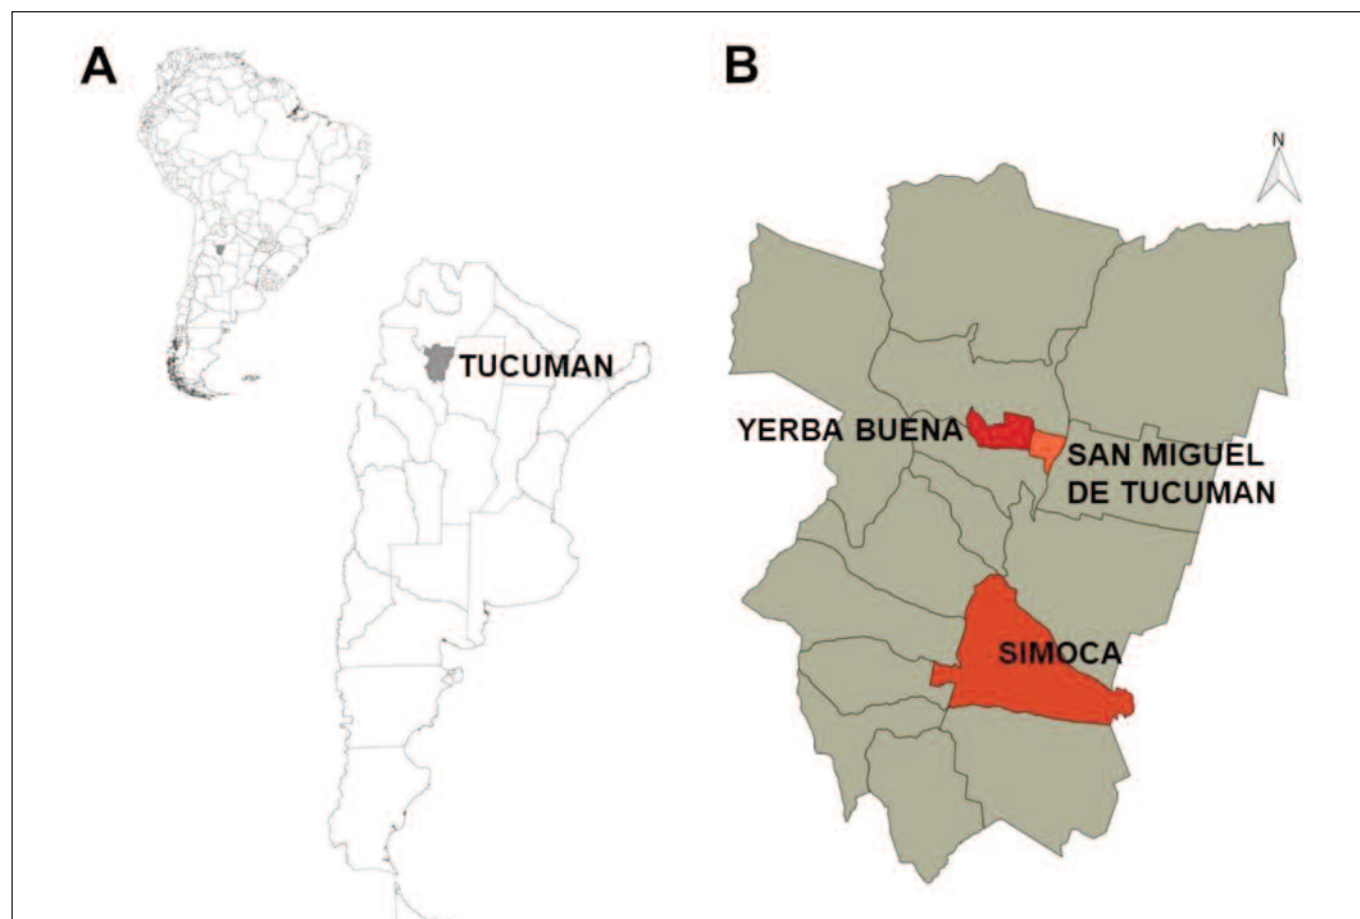 A
B
N
TUCUMAN
YERBA BUENA
SAN MIGUEL
DE TUCUMAN
SIMOCA